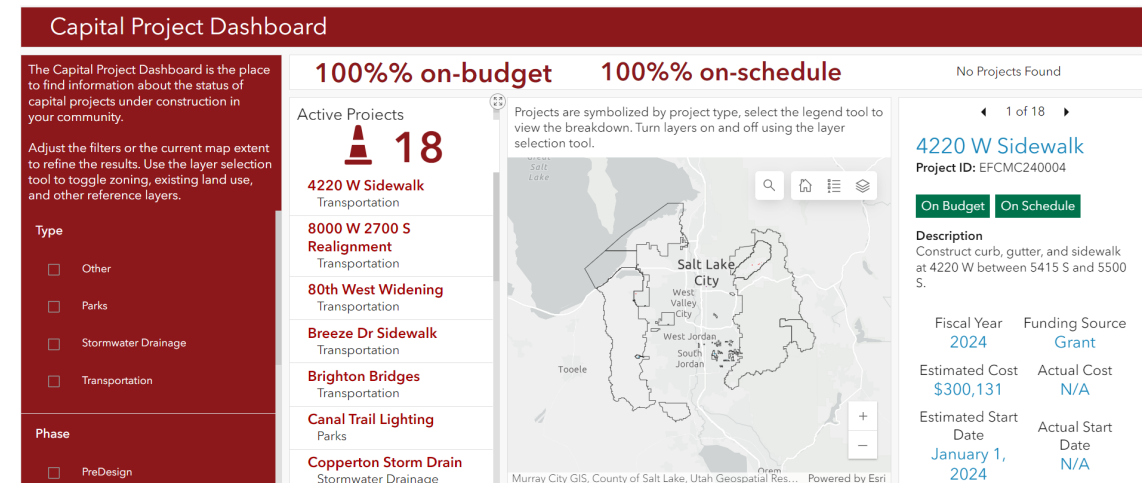 Capital Project Dashboard
The Capital Project Dashboard is the place
to find information about the status of
capital projects under construction in
your community.
Adjust the filters or the current map extent
to refine the results. Use the layer selection
tool to toggle zoning, existing land use,
and other reference layers.
Type
Other
Parks
Stormwater Drainage
Transportation
Phase
PreDesign
100%% on-budget
100%% on-schedule
No Projects Found
Active Projects
18
4220 W Sidewalk
Transportation
8000 W 2700 S
Realignment
Transportation
80th West Widening
Transportation
Breeze Dr Sidewalk
Transportation
Brighton Bridges
Transportation
Canal Trail Lighting
Parks
Copperton Storm Drain
Stormwater Drainage
Projects are symbolized by project type, select the legend tool to
view the breakdown. Turn layers on and off using the layer
selection tool.
Great
Salt
Lake
Salt Lake
City
West
Valley
City
West Jordan
South
Jordan
Tooele
Orem
+
−
Murray City GIS, County of Salt Lake, Utah Geospatial Res...
Powered by Esri
1 of 18
4220 W Sidewalk
Project ID: EFCMC240004
On Budget
On Schedule
Description
Construct curb, gutter, and sidewalk
at 4220 W between 5415 S and 5500
S.
Fiscal Year
2024
Funding Source
Grant
Estimated Cost
$300,131
Actual Cost
N/A
Estimated Start
Date
January 1,
2024
Actual Start
Date
N/A